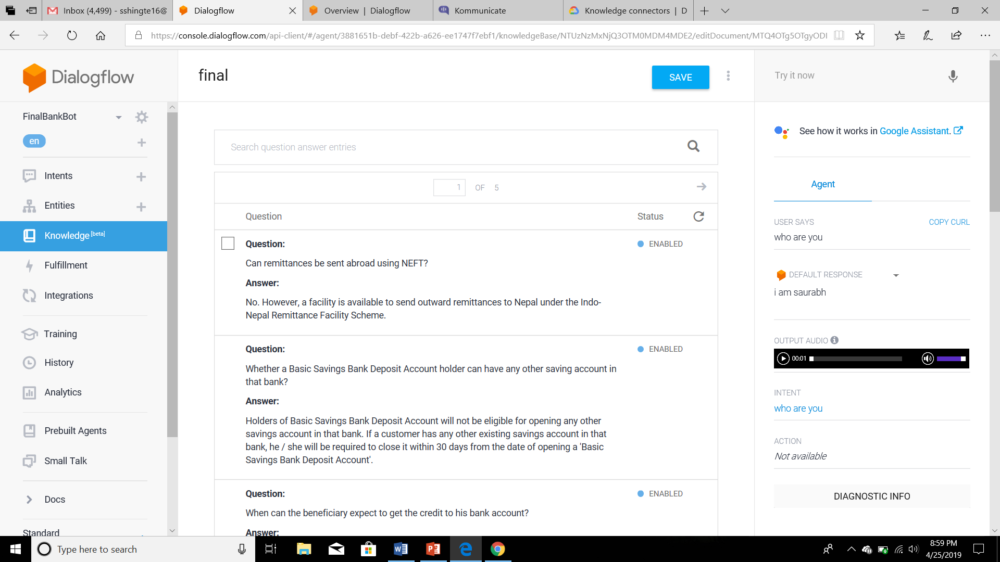 Inbox (4,499) - sshingte16@
Dialogflow
Overview | Dialogflow
Kommunicate
Knowledge connectors | D
https://console.dialogflow.com/api-client/#/agent/3881651b-debf-422b-a626-ee1747f7ebf1/knowledgeBase/NTUzNzMxNjQ3OTM0MDM4MDE2/editDocument/MTQ4OTg5OTgyODI
Dialogflow
final
SAVE
Try it now
FinalBankBot
en
Intents
Entities
Knowledge [beta]
Fulfillment
Integrations
Training
History
Analytics
Prebuilt Agents
Small Talk
Docs
Standard
Search question answer entries
1 OF 5
Question Status
Question: ENABLED
Can remittances be sent abroad using NEFT?
Answer:
No. However, a facility is available to send outward remittances to Nepal under the Indo-
Nepal Remittance Facility Scheme.
Question: ENABLED
Whether a Basic Savings Bank Deposit Account holder can have any other saving account in
that bank?
Answer:
Holders of Basic Savings Bank Deposit Account will not be eligible for opening any other
savings account in that bank. If a customer has any other existing savings account in that
bank, he / she will be required to close it within 30 days from the date of opening a 'Basic
Savings Bank Deposit Account'.
Question: ENABLED
When can the beneficiary expect to get the credit to his bank account?
Answer:
See how it works in Google Assistant.
Agent
USER SAYS COPY CURL
who are you
DEFAULT RESPONSE
i am saurabh
OUTPUT AUDIO
00:01
INTENT
who are you
ACTION
Not available
DIAGNOSTIC INFO
Type here to search
8:59 PM
4/25/2019